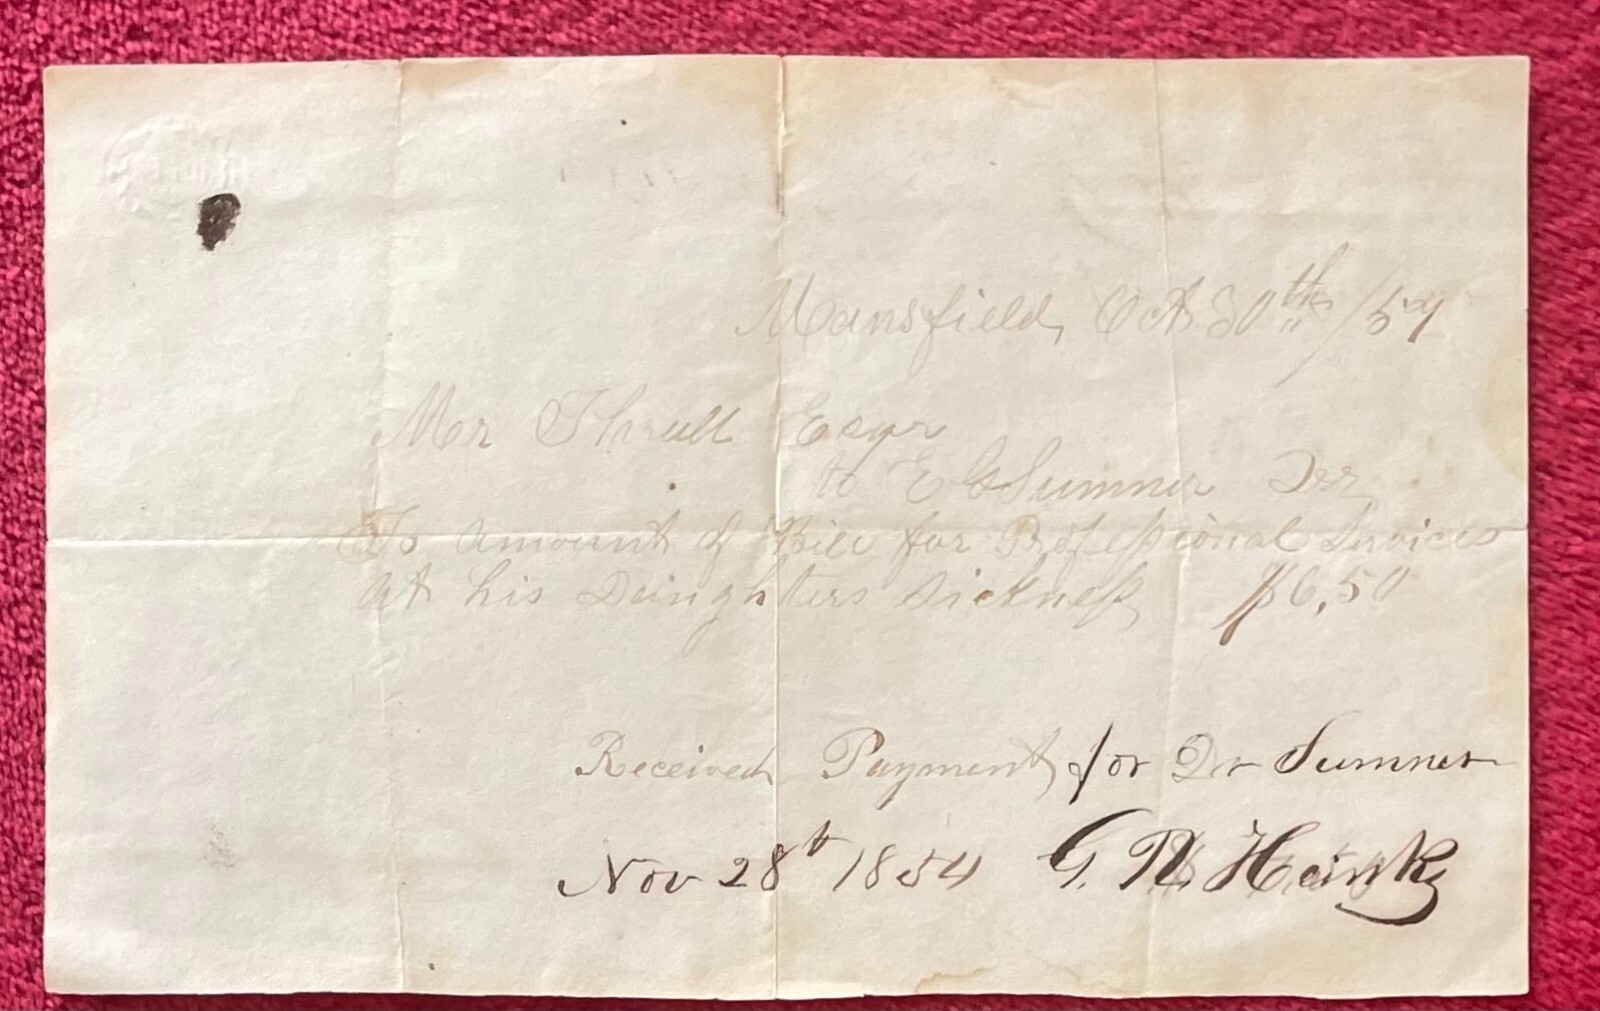 Mansfield, Oct 30th /54
Mr Thrall Esqr
to E G Sumner Dr
To Amount of Bill for Professional Services
at his Daughters Sickness $6,50
Received Payment for Dr Sumner
Nov 28t 1854 G. N.